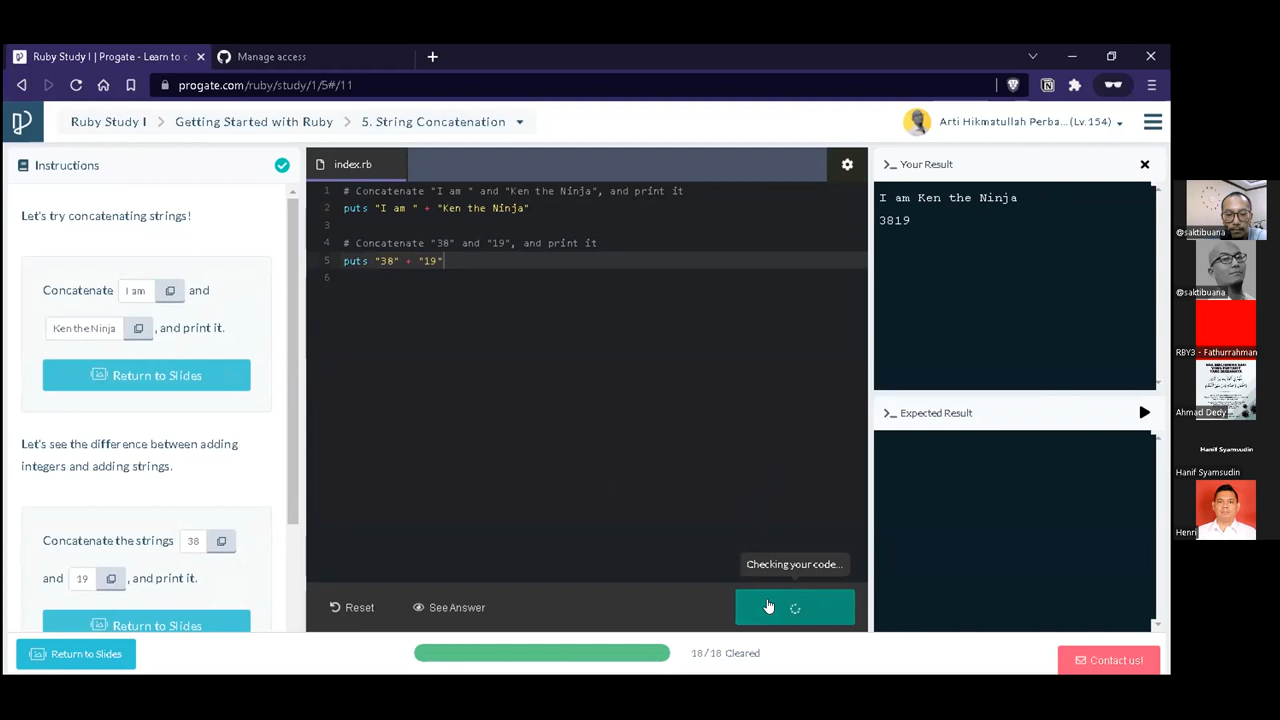 Ruby Study I | Progate - Learn to c
Manage access
progate.com/ruby/study/1/5#/11
Ruby Study I
Getting Started with Ruby
5. String Concatenation
Arti Hikmatullah Perba...(Lv.154)
Instructions
Let's try concatenating strings!
Concatenate I am and
Ken the Ninja , and print it.
Return to Slides
Let's see the difference between adding
integers and adding strings.
Concatenate the strings 38
and 19 , and print it.
Return to Slides
index.rb
1 # Concatenate "I am " and "Ken the Ninja", and print it
2 puts "I am " + "Ken the Ninja"
3
4 # Concatenate "38" and "19", and print it
5 puts "38" + "19"
6
Checking your code...
Reset
See Answer
>_ Your Result
I am Ken the Ninja
3819
>_ Expected Result
Return to Slides
18/18 Cleared
Contact us!
@saktibuana
@saktibuana
RBY3 - Fathurrahman
Ahmad Dedy
Hanif Syamsudin
Hanif Syamsudin
Henri